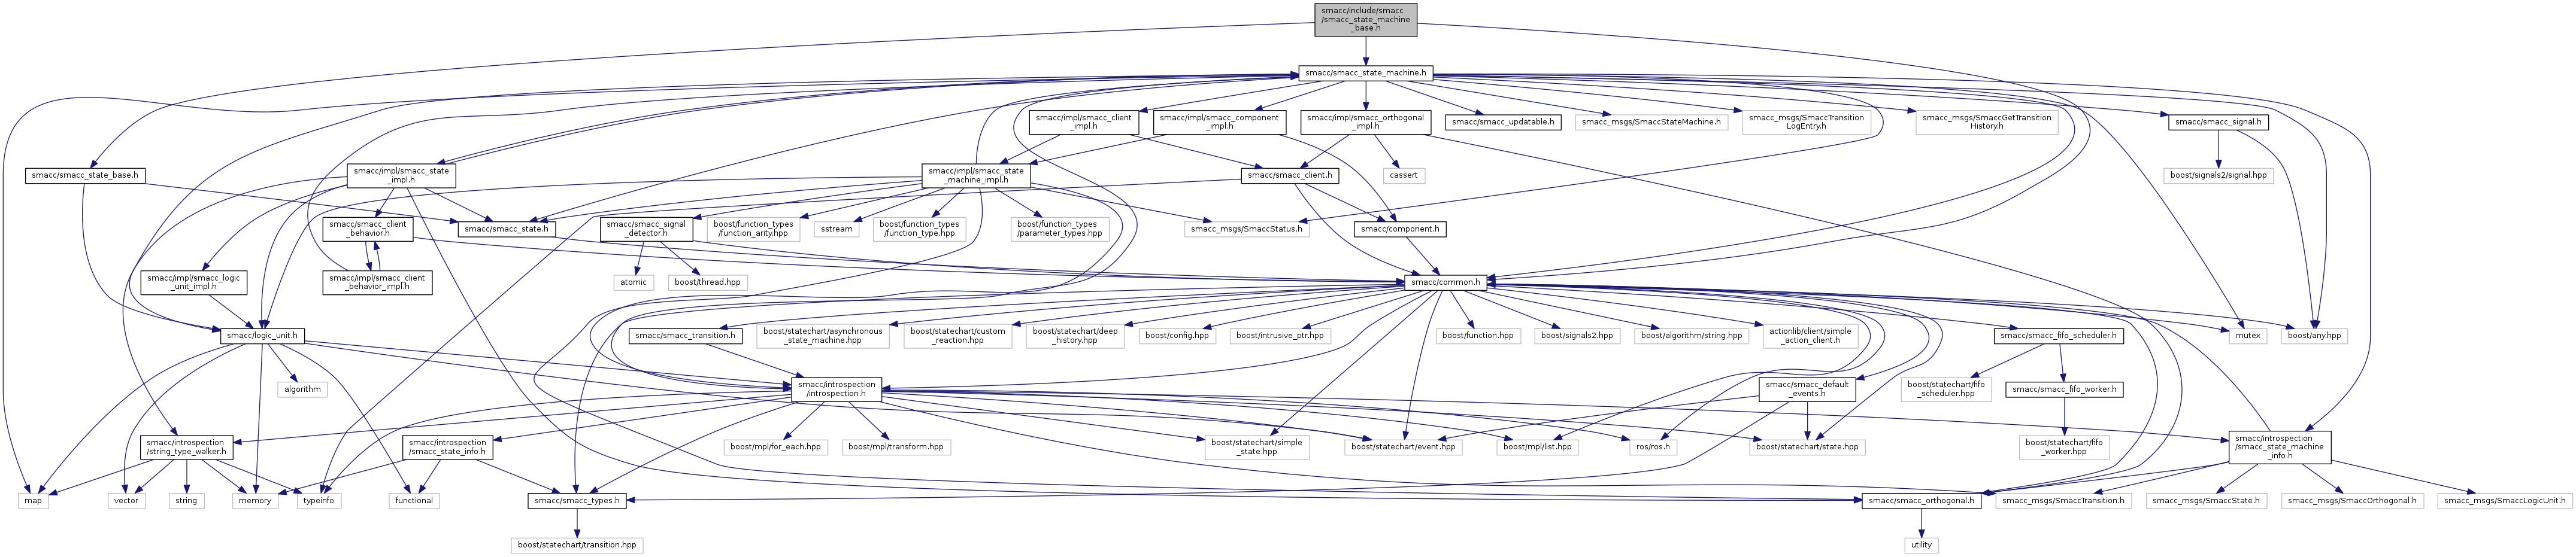 smacc/include/smacc
/smacc_state_machine
_base.h
smacc/smacc_state_machine.h
smacc/impl/smacc_client
_impl.h
smacc/impl/smacc_component
_impl.h
smacc/impl/smacc_orthogonal
_impl.h
smacc/smacc_updatable.h
smacc_msgs/SmaccStateMachine.h
smacc_msgs/SmaccTransition
LogEntry.h
smacc_msgs/SmaccGetTransition
History.h
smacc/smacc_signal.h
smacc/smacc_state_base.h
smacc/impl/smacc_state
_impl.h
smacc/impl/smacc_state
_machine_impl.h
smacc/smacc_client.h
cassert
boost/signals2/signal.hpp
smacc/smacc_client
_behavior.h
smacc/smacc_state.h
smacc/smacc_signal
_detector.h
boost/function_types
/function_arity.hpp
sstream
boost/function_types
/function_type.hpp
boost/function_types
/parameter_types.hpp
smacc_msgs/SmaccStatus.h
smacc/component.h
smacc/impl/smacc_logic
_unit_impl.h
smacc/impl/smacc_client
_behavior_impl.h
atomic
boost/thread.hpp
smacc/common.h
smacc/logic_unit.h
smacc/smacc_transition.h
boost/statechart/asynchronous
_state_machine.hpp
boost/statechart/custom
_reaction.hpp
boost/statechart/deep
_history.hpp
boost/config.hpp
boost/intrusive_ptr.hpp
boost/function.hpp
boost/signals2.hpp
boost/algorithm/string.hpp
actionlib/client/simple
_action_client.h
smacc/smacc_fifo_scheduler.h
mutex
boost/any.hpp
algorithm
smacc/introspection
/introspection.h
smacc/smacc_default
_events.h
boost/statechart/fifo
_scheduler.hpp
smacc/smacc_fifo_worker.h
smacc/introspection
/string_type_walker.h
smacc/introspection
/smacc_state_info.h
boost/mpl/for_each.hpp
boost/mpl/transform.hpp
boost/statechart/simple
_state.hpp
boost/statechart/event.hpp
boost/mpl/list.hpp
ros/ros.h
boost/statechart/state.hpp
boost/statechart/fifo
_worker.hpp
smacc/introspection
/smacc_state_machine
_info.h
map
vector
string
memory
typeinfo
functional
smacc/smacc_types.h
smacc/smacc_orthogonal.h
smacc_msgs/SmaccTransition.h
smacc_msgs/SmaccState.h
smacc_msgs/SmaccOrthogonal.h
smacc_msgs/SmaccLogicUnit.h
boost/statechart/transition.hpp
utility